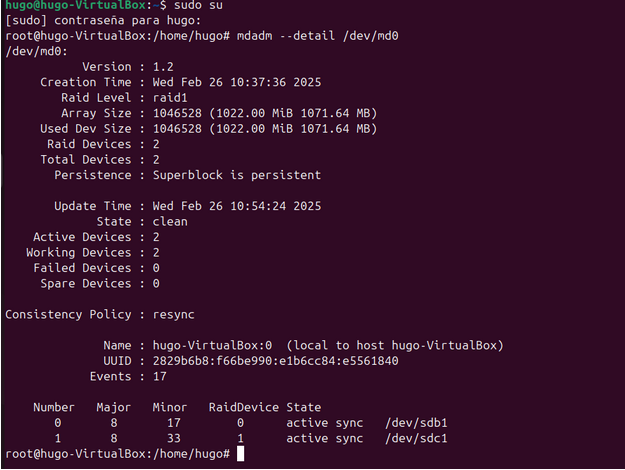 hugo@hugo-VirtualBox:~$ sudo su
[sudo] contraseña para hugo:
root@hugo-VirtualBox:/home/hugo# mdadm --detail /dev/md0
/dev/md0:
Version : 1.2
Creation Time : Wed Feb 26 10:37:36 2025
Raid Level : raid1
Array Size : 1046528 (1022.00 MiB 1071.64 MB)
Used Dev Size : 1046528 (1022.00 MiB 1071.64 MB)
Raid Devices : 2
Total Devices : 2
Persistence : Superblock is persistent
Update Time : Wed Feb 26 10:54:24 2025
State : clean
Active Devices : 2
Working Devices : 2
Failed Devices : 0
Spare Devices : 0
Consistency Policy : resync
Name : hugo-VirtualBox:0  (local to host hugo-VirtualBox)
UUID : 2829b6b8:f66be990:e1b6cc84:e5561840
Events : 17
Number   Major   Minor   RaidDevice State
0       8       17        0      active sync   /dev/sdb1
1       8       33        1      active sync   /dev/sdc1
root@hugo-VirtualBox:/home/hugo#